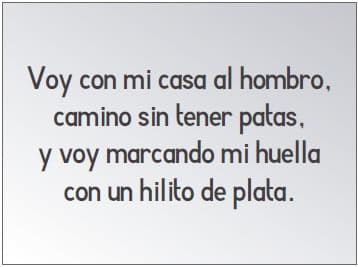 Voy con mi casa al hombro,
camino sin tener patas,
y voy marcando mi huella
con un hilito de plata.